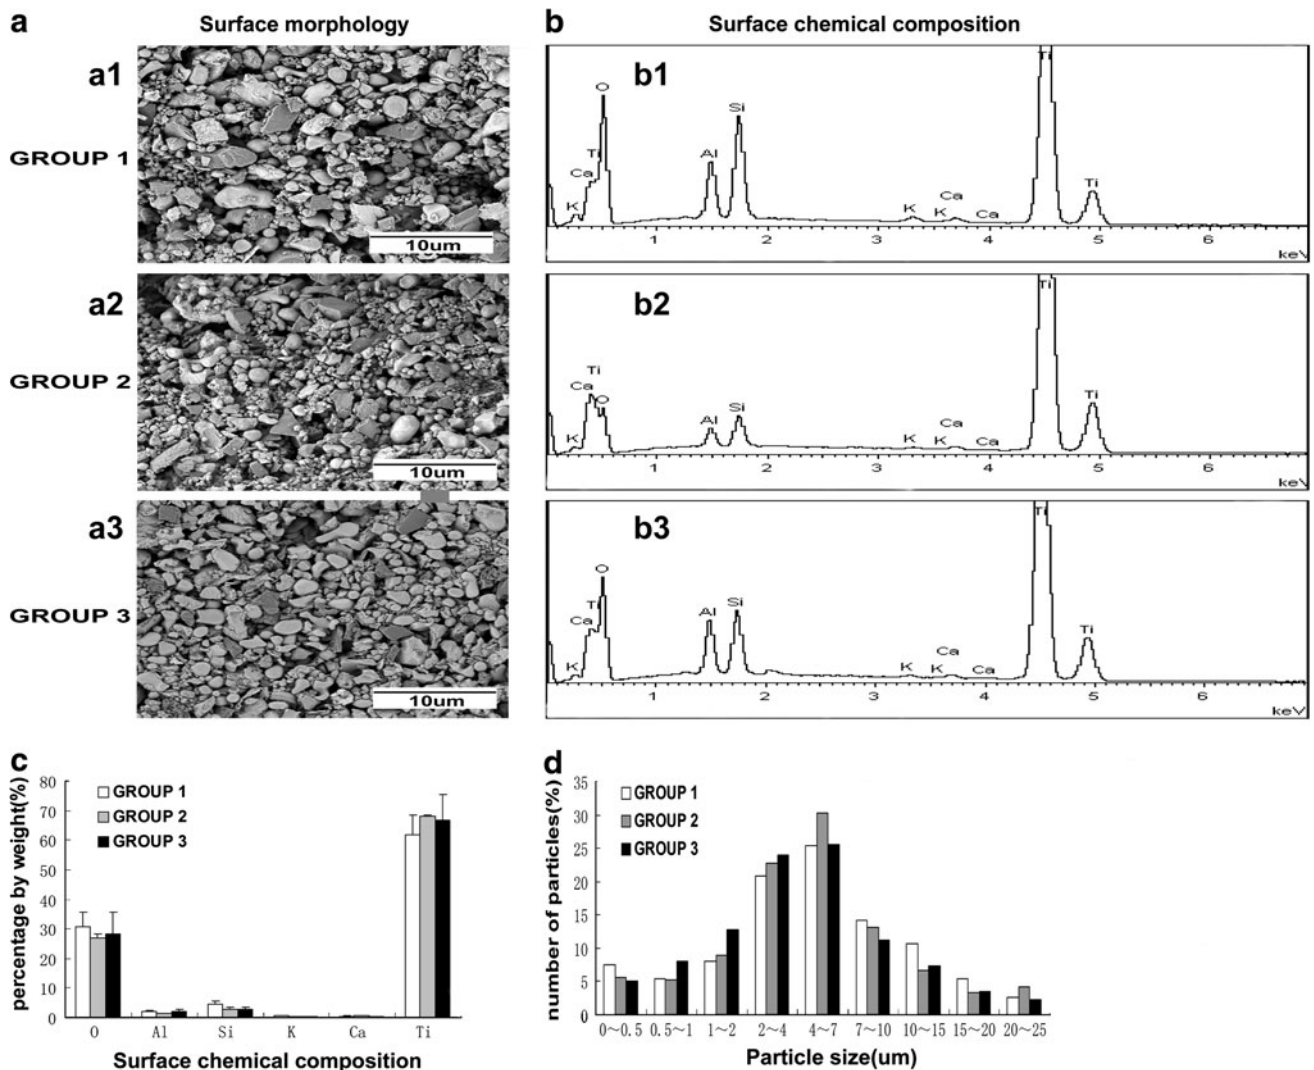 a Surface morphology
b Surface chemical composition
a1
GROUP 1
10um
b1
K Ca Ti O Al Si K K Ca Ca Ti Ti
1 2 3 4 5 6
keV
a2
GROUP 2
10um
b2
K Ca Ti O Al Si K K Ca Ca Ti Ti
1 2 3 4 5 6
keV
a3
GROUP 3
10um
b3
K Ca Ti O Al Si K K Ca Ca Ti Ti
1 2 3 4 5 6
keV
c
percentage by weight(%)
80
70
60
50
40
30
20
10
0
GROUP 1
GROUP 2
GROUP 3
O Al Si K Ca Ti
Surface chemical composition
d
number of particles(%)
35
30
25
20
15
10
5
0
GROUP 1
GROUP 2
GROUP 3
0~0.5 0.5~1 1~2 2~4 4~7 7~10 10~15 15~20 20~25
Particle size(um)